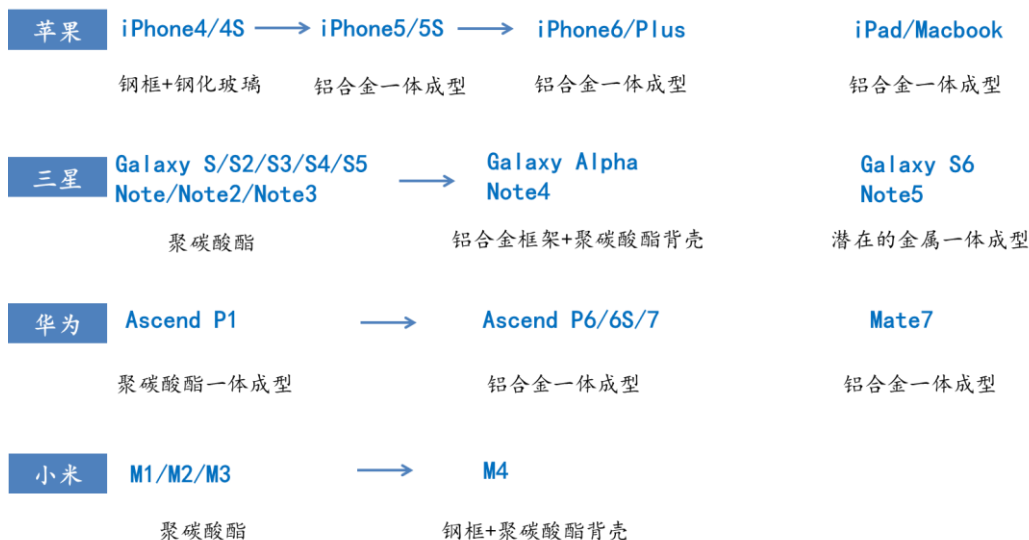 苹果 iPhone4/4S iPhone5/5S iPhone6/Plus iPad/Macbook
钢框+钢化玻璃 铝合金一体成型 铝合金一体成型 铝合金一体成型
三星 Galaxy S/S2/S3/S4/S5 Galaxy Alpha Galaxy S6
Note/Note2/Note3 Note4 Note5
聚碳酸酯 铝合金框架+聚碳酸酯背壳 潜在的金属一体成型
华为 Ascend P1 Ascend P6/6S/7 Mate7
聚碳酸酯一体成型 铝合金一体成型 铝合金一体成型
小米 M1/M2/M3 M4
聚碳酸酯 钢框+聚碳酸酯背壳